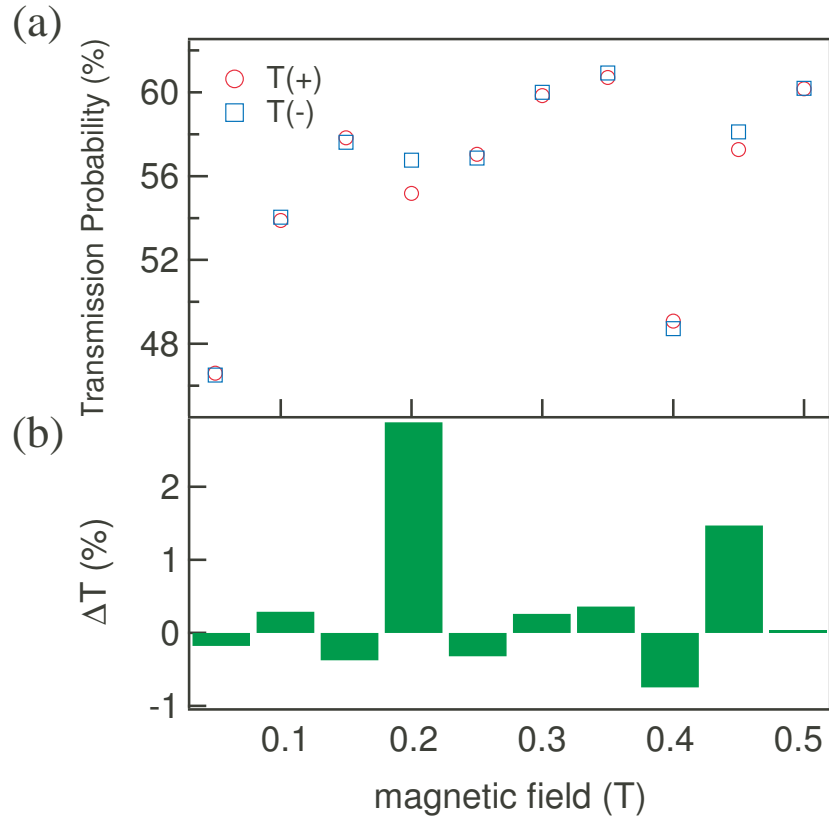 (a)
Transmission Probability (%)
60
56
52
48
T(+)
T(-)
(b)
ΔT (%)
2
1
0
-1
0.1 0.2 0.3 0.4 0.5
magnetic field (T)